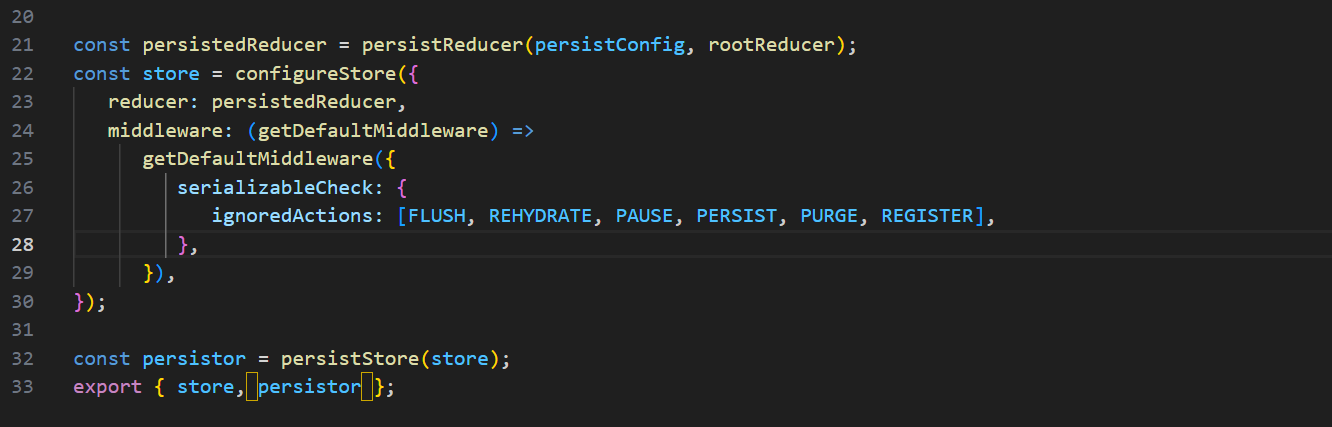 20
21 const persistedReducer = persistReducer(persistConfig, rootReducer);
22 const store = configureStore({
23 reducer: persistedReducer,
24 middleware: (getDefaultMiddleware) =>
25 getDefaultMiddleware({
26 serializableCheck: {
27 ignoredActions: [FLUSH, REHYDRATE, PAUSE, PERSIST, PURGE, REGISTER],
28 },
29 }),
30 });
31
32 const persistor = persistStore(store);
33 export { store, persistor };